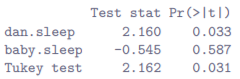 Test stat Pr(>|t|)
dan.sleep 2.160 0.033
baby.sleep -0.545 0.587
Tukey test 2.162 0.031